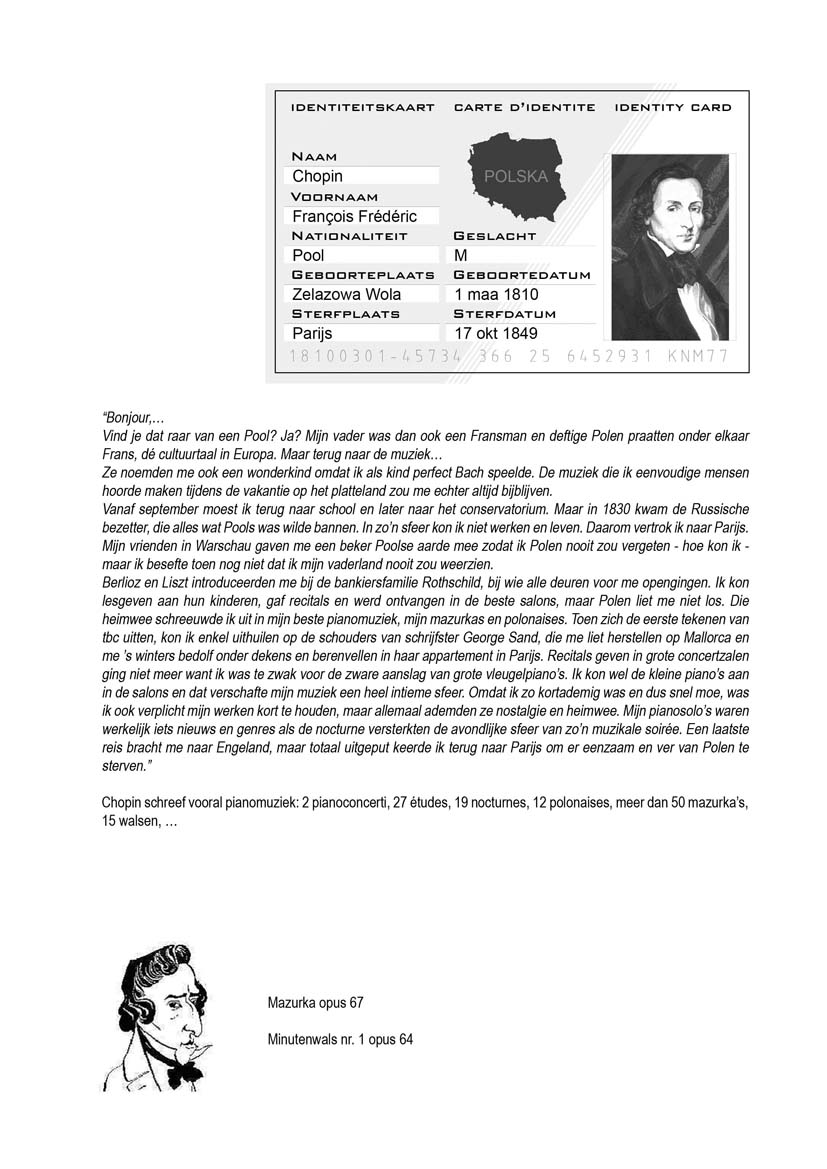 IDENTITEITSKAART CARTE D'IDENTITE IDENTITY CARD
NAAM
Chopin
POLSKA
VOORNAAM
François Frédéric
NATIONALITEIT GESLACHT
Pool M
GEBOORTEPLAATS GEBOORTEDATUM
Zelazowa Wola 1 maa 1810
STERFPLAATS STERFDATUM
Parijs 17 okt 1849
18100301-45734 366 25 6452931 KNM77
“Bonjour,…
Vind je dat raar van een Pool? Ja? Mijn vader was dan ook een Fransman en deftige Polen praatten onder elkaar
Frans, dé cultuurtaal in Europa. Maar terug naar de muziek…
Ze noemden me ook een wonderkind omdat ik als kind perfect Bach speelde. De muziek die ik eenvoudige mensen
hoorde maken tijdens de vakantie op het platteland zou me echter altijd bijblijven.
Vanaf september moest ik terug naar school en later naar het conservatorium. Maar in 1830 kwam de Russische
bezetter, die alles wat Pools was wilde bannen. In zo’n sfeer kon ik niet werken en leven. Daarom vertrok ik naar Parijs.
Mijn vrienden in Warschau gaven me een beker Poolse aarde mee zodat ik Polen nooit zou vergeten - hoe kon ik -
maar ik besefte toen nog niet dat ik mijn vaderland nooit zou weerzien.
Berlioz en Liszt introduceerden me bij de bankiersfamilie Rothschild, bij wie alle deuren voor me opengingen. Ik kon
lesgeven aan hun kinderen, gaf recitals en werd ontvangen in de beste salons, maar Polen liet me niet los. Die
heimwee schreeuwde ik uit in mijn beste pianomuziek, mijn mazurkas en polonaises. Toen zich de eerste tekenen van
tbc uitten, kon ik enkel uithuilen op de schouders van schrijfster George Sand, die me liet herstellen op Mallorca en
me ’s winters bedolf onder dekens en berenvellen in haar appartement in Parijs. Recitals geven in grote concertzalen
ging niet meer want ik was te zwak voor de zware aanslag van grote vleugelpiano’s. Ik kon wel de kleine piano’s aan
in de salons en dat verschafte mijn muziek een heel intieme sfeer. Omdat ik zo kortademig was en dus snel moe, was
ik ook verplicht mijn werken kort te houden, maar allemaal ademden ze nostalgie en heimwee. Mijn pianosolo’s waren
werkelijk iets nieuws en genres als de nocturne versterkten de avondlijke sfeer van zo’n muzikale soirée. Een laatste
reis bracht me naar Engeland, maar totaal uitgeput keerde ik terug naar Parijs om er eenzaam en ver van Polen te
sterven.”
Chopin schreef vooral pianomuziek: 2 pianoconcerti, 27 études, 19 nocturnes, 12 polonaises, meer dan 50 mazurka’s,
15 walsen, …
Mazurka opus 67
Minutenwals nr. 1 opus 64